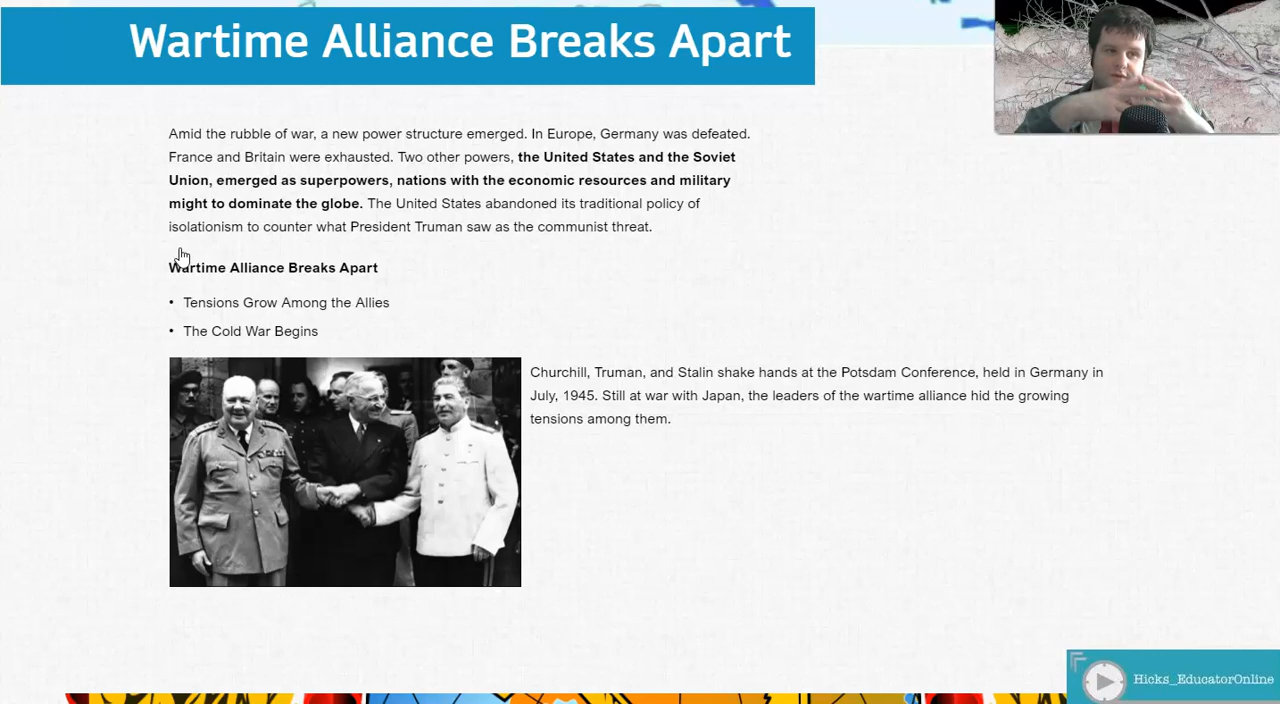 Wartime Alliance Breaks Apart
Amid the rubble of war, a new power structure emerged. In Europe, Germany was defeated.
France and Britain were exhausted. Two other powers, the United States and the Soviet
Union, emerged as superpowers, nations with the economic resources and military
might to dominate the globe. The United States abandoned its traditional policy of
isolationism to counter what President Truman saw as the communist threat.
Wartime Alliance Breaks Apart
• Tensions Grow Among the Allies
• The Cold War Begins
Churchill, Truman, and Stalin shake hands at the Potsdam Conference, held in Germany in
July, 1945. Still at war with Japan, the leaders of the wartime alliance hid the growing
tensions among them.
Hicks_EducatorOnline